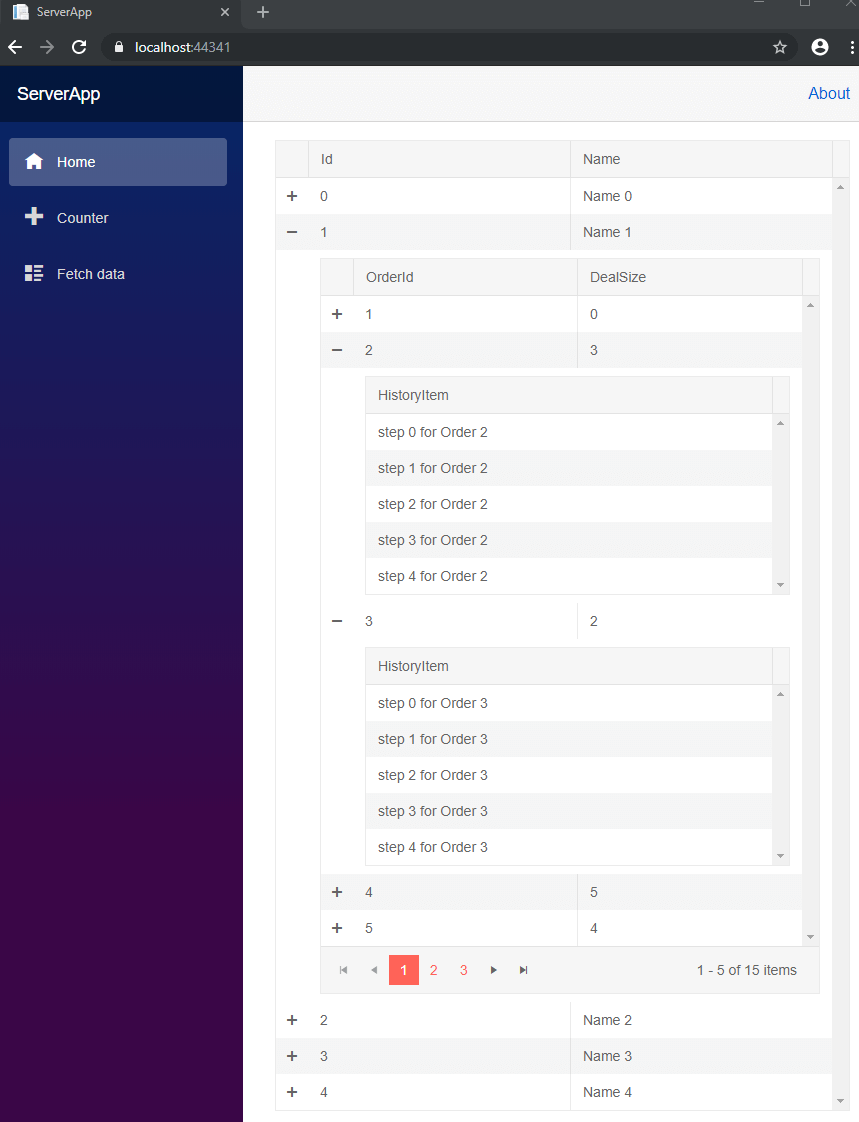 ServerApp
localhost:44341
ServerApp
About
Home
Counter
Fetch data
Id Name
0 Name 0
1 Name 1
OrderId DealSize
1 0
2 3
HistoryItem
step 0 for Order 2
step 1 for Order 2
step 2 for Order 2
step 3 for Order 2
step 4 for Order 2
3 2
HistoryItem
step 0 for Order 3
step 1 for Order 3
step 2 for Order 3
step 3 for Order 3
step 4 for Order 3
4 5
5 4
1 2 3 1 - 5 of 15 items
2 Name 2
3 Name 3
4 Name 4